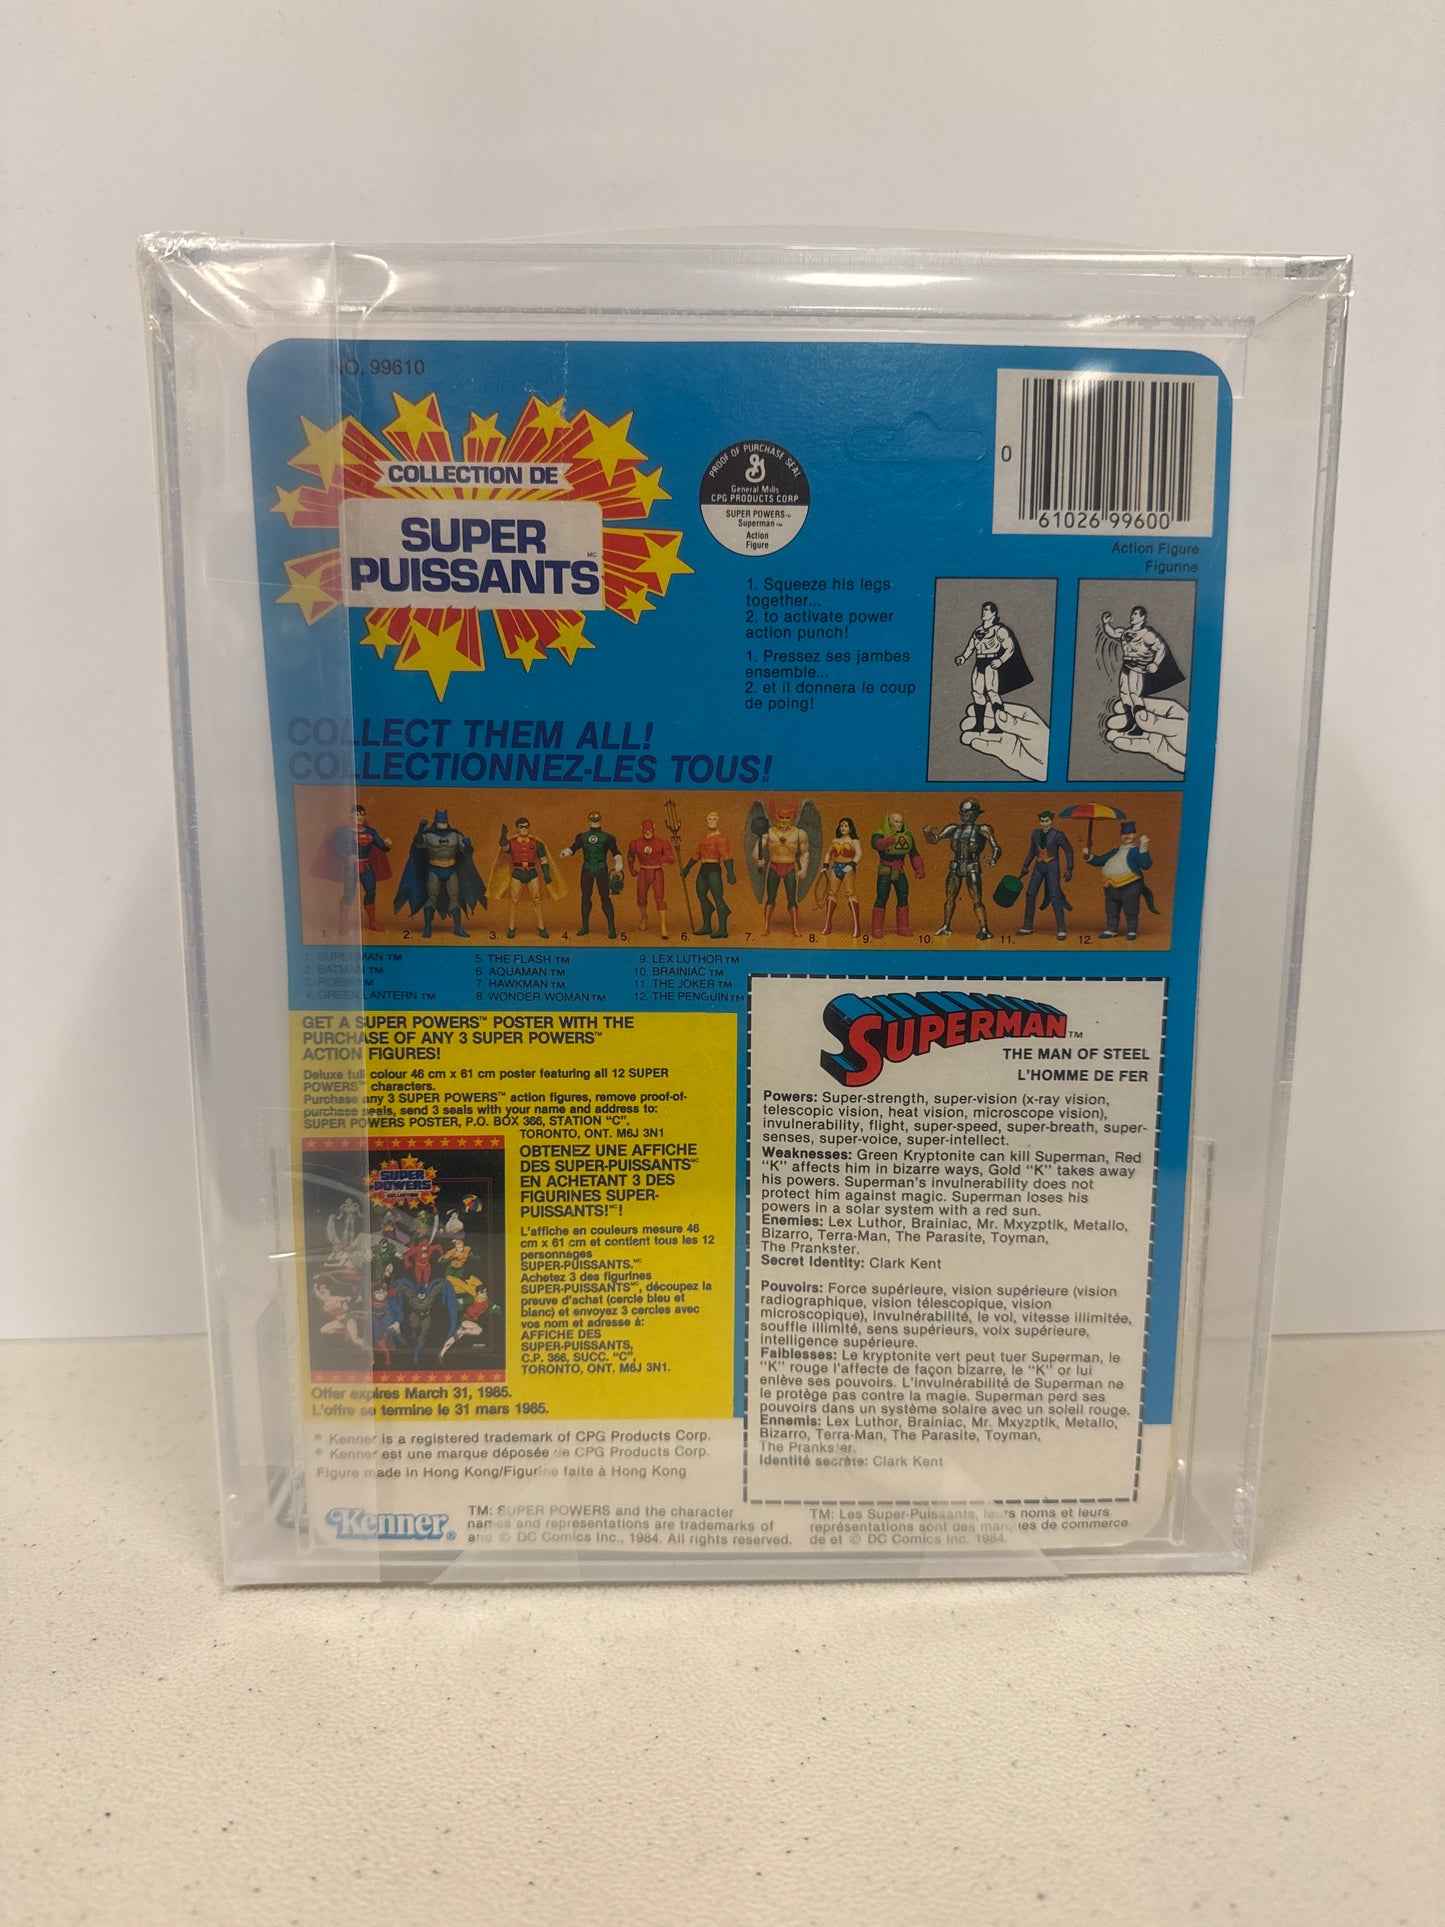 NO. 99610
COLLECTION DE
SUPER
PUISSANTS MC
PROOF OF PURCHASE SEAL
General Mills
CPG PRODUCTS CORP
SUPER POWERS™
Superman™
Action
Figure
0 61026 99600
Action Figure
Figurine
1. Squeeze his legs
together...
2. to activate power
action punch!
1. Pressez ses jambes
ensemble...
2. et il donnera le coup
de poing!
COLLECT THEM ALL!
COLLECTIONNEZ-LES TOUS!
1. 2. 3. 4. 5. 6. 7. 8. 9. 10. 11. 12.
1. SUPERMAN TM
2. BATMAN TM
3. ROBIN TM
4. GREEN LANTERN TM
5. THE FLASH TM
6. AQUAMAN TM
7. HAWKMAN TM
8. WONDER WOMAN TM
9. LEX LUTHOR TM
10. BRAINIAC TM
11. THE JOKER TM
12. THE PENGUIN TM
GET A SUPER POWERS™ POSTER WITH THE
PURCHASE OF ANY 3 SUPER POWERS™
ACTION FIGURES!
Deluxe full colour 46 cm x 61 cm poster featuring all 12 SUPER
POWERS™ characters.
Purchase any 3 SUPER POWERS™ action figures, remove proof-of-
purchase seals, send 3 seals with your name and address to:
SUPER POWERS POSTER, P.O. BOX 366, STATION "C",
TORONTO, ONT. M6J 3N1
SUPER
POWERS
COLLECTION
OBTENEZ UNE AFFICHE
DES SUPER-PUISSANTS MC
EN ACHETANT 3 DES
FIGURINES SUPER-
PUISSANTS! MC!
L'affiche en couleurs mesure 46
cm x 61 cm et contient tous les 12
personnages
SUPER-PUISSANTS. MC
Achetez 3 des figurines
SUPER-PUISSANTS MC, découpez la
preuve d'achat (cercle bleu et
blanc) et envoyez 3 cercles avec
vos nom et adresse à:
AFFICHE DES
SUPER-PUISSANTS,
C.P. 366, SUCC. "C",
TORONTO, ONT. M6J 3N1.
Offer expires March 31, 1985.
L'offre se termine le 31 mars 1985.
® Kenner is a registered trademark of CPG Products Corp.
® Kenner est une marque déposée de CPG Products Corp.
Figure made in Hong Kong/Figurine faite à Hong Kong
SUPERMAN TM
THE MAN OF STEEL
L'HOMME DE FER
Powers: Super-strength, super-vision (x-ray vision,
telescopic vision, heat vision, microscope vision),
invulnerability, flight, super-speed, super-breath, super-
senses, super-voice, super-intellect.
Weaknesses: Green Kryptonite can kill Superman, Red
"K" affects him in bizarre ways, Gold "K" takes away
his powers. Superman's invulnerability does not
protect him against magic. Superman loses his
powers in a solar system with a red sun.
Enemies: Lex Luthor, Brainiac, Mr. Mxyzptlk, Metallo,
Bizarro, Terra-Man, The Parasite, Toyman,
The Prankster.
Secret Identity: Clark Kent
Pouvoirs: Force supérieure, vision supérieure (vision
radiographique, vision télescopique, vision
microscopique), invulnérabilité, le vol, vitesse illimitée,
souffle illimité, sens supérieurs, voix supérieure,
intelligence supérieure.
Faiblesses: Le kryptonite vert peut tuer Superman, le
"K" rouge l'affecte de façon bizarre, le "K" or lui
enlève ses pouvoirs. L'invulnérabilité de Superman ne
le protège pas contre la magie. Superman perd ses
pouvoirs dans un système solaire avec un soleil rouge.
Ennemis: Lex Luthor, Brainiac, Mr. Mxyzptlk, Metallo,
Bizarro, Terra-Man, The Parasite, Toyman,
The Prankster.
Identité secrète: Clark Kent
Kenner®
TM: SUPER POWERS and the character
names and representations are trademarks of
and © DC Comics Inc., 1984. All rights reserved.
TM: Les Super-Puissants, leurs noms et leurs
représentations sont des marques de commerce
de et © DC Comics Inc. 1984.